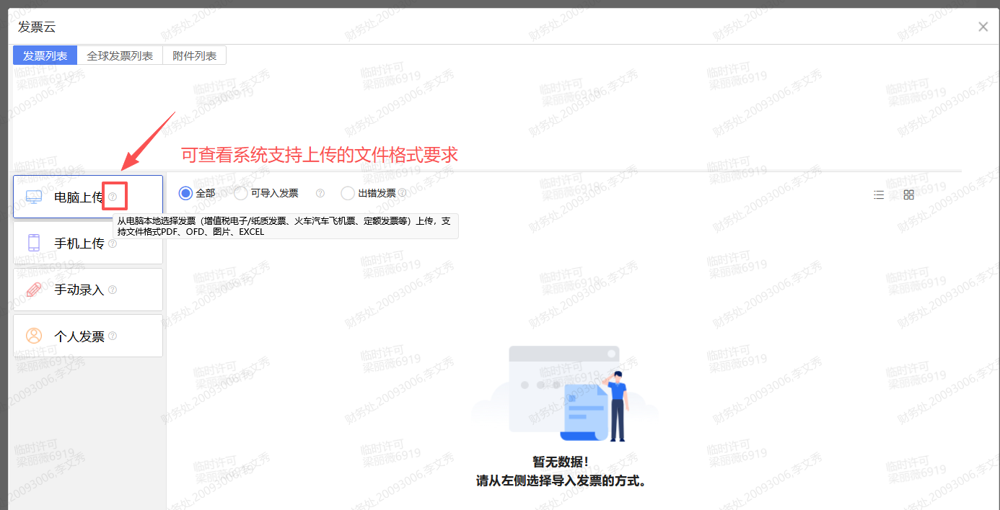 发票云
发票列表
全球发票列表
附件列表
可查看系统支持上传的文件格式要求
电脑上传
全部
可导入发票
出错发票
从电脑本地选择发票（增值税电子/纸质发票、火车汽车飞机票、定额发票等）上传，支
持文件格式PDF、OFD、图片、EXCEL
手机上传
手动录入
个人发票
暂无数据！
请从左侧选择导入发票的方式。
临时许可
梁丽薇6919
财务处,20093006,李文秀